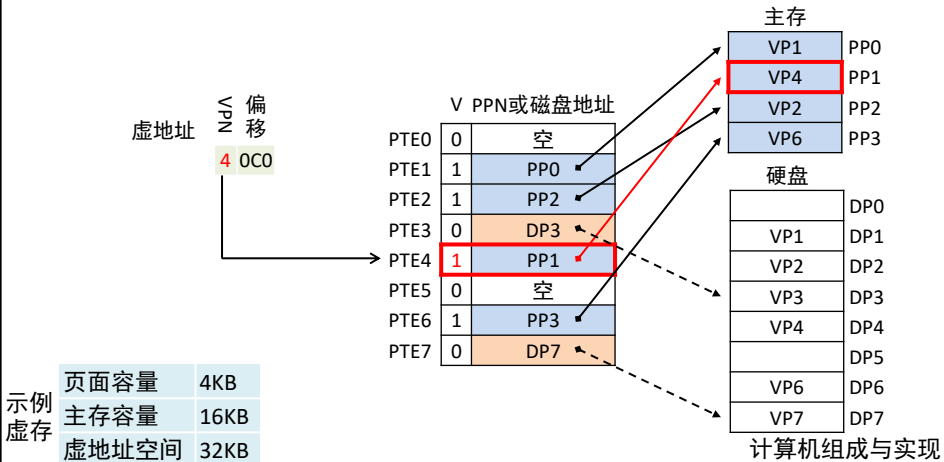 虚地址
VPN
偏移
4 0C0
V PPN或磁盘地址
PTE0 0 空
PTE1 1 PP0
PTE2 1 PP2
PTE3 0 DP3
PTE4 1 PP1
PTE5 0 空
PTE6 1 PP3
PTE7 0 DP7
主存
VP1 PP0
VP4 PP1
VP2 PP2
VP6 PP3
硬盘
DP0
VP1 DP1
VP2 DP2
VP3 DP3
VP4 DP4
DP5
VP6 DP6
VP7 DP7
示例
虚存
页面容量 4KB
主存容量 16KB
虚地址空间 32KB
计算机组成与实现